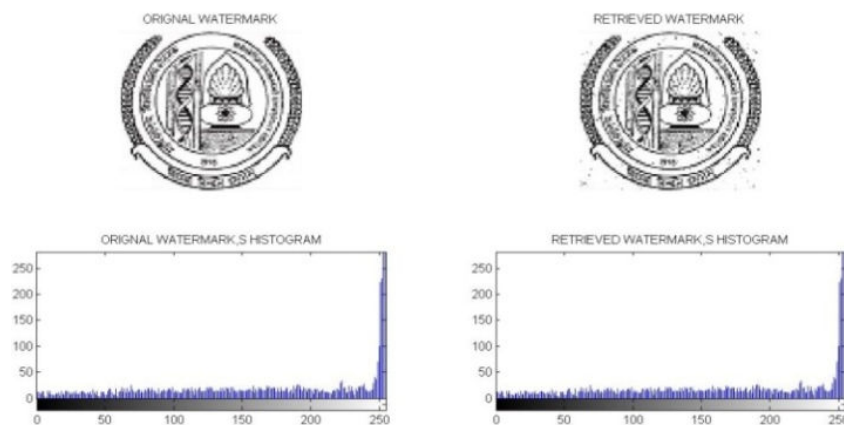 ORIGNAL WATERMARK
RETRIEVED WATERMARK
1916
ORIGNAL WATERMARK,S HISTOGRAM
RETRIEVED WATERMARK,S HISTOGRAM
250
200
150
100
50
0
0 50 100 150 200 250
250
200
150
100
50
0
0 50 100 150 200 250